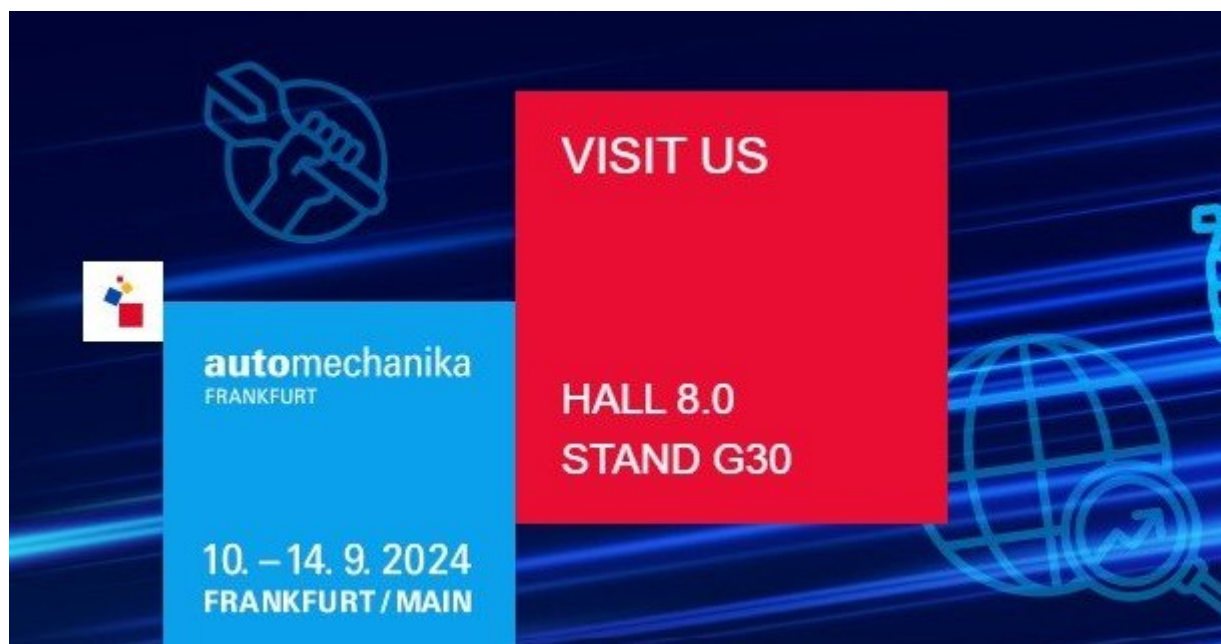 VISIT US
HALL 8.0
STAND G30
automechanika
FRANKFURT
10. – 14. 9. 2024
FRANKFURT / MAIN